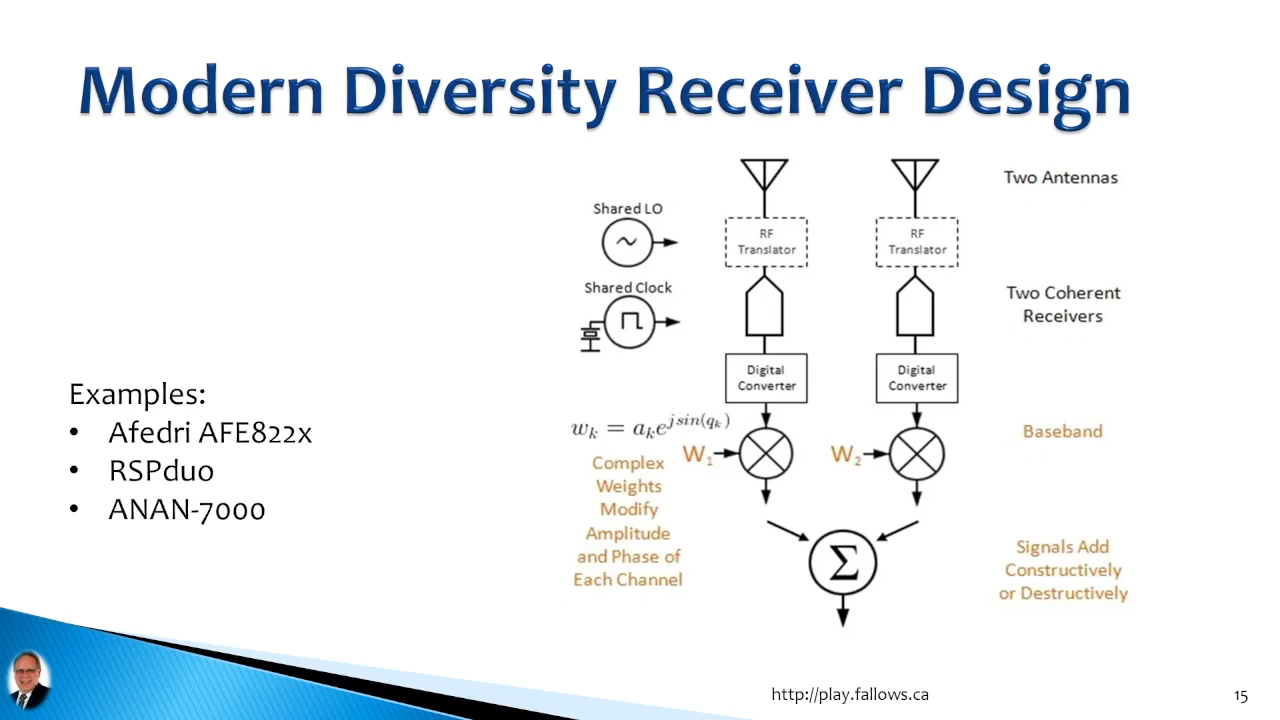 Modern Diversity Receiver Design
Two Antennas
Shared LO
RF
Translator
RF
Translator
Shared Clock
Two Coherent
Receivers
Digital
Converter
Digital
Converter
Examples:
• Afedri AFE822x
• RSPduo
• ANAN-7000
w_k = a_k e^{jsin(q_k)}
W₁
W₂
Baseband
Complex
Weights
Modify
Amplitude
and Phase of
Each Channel
Σ
Signals Add
Constructively
or Destructively
http://play.fallows.ca
15